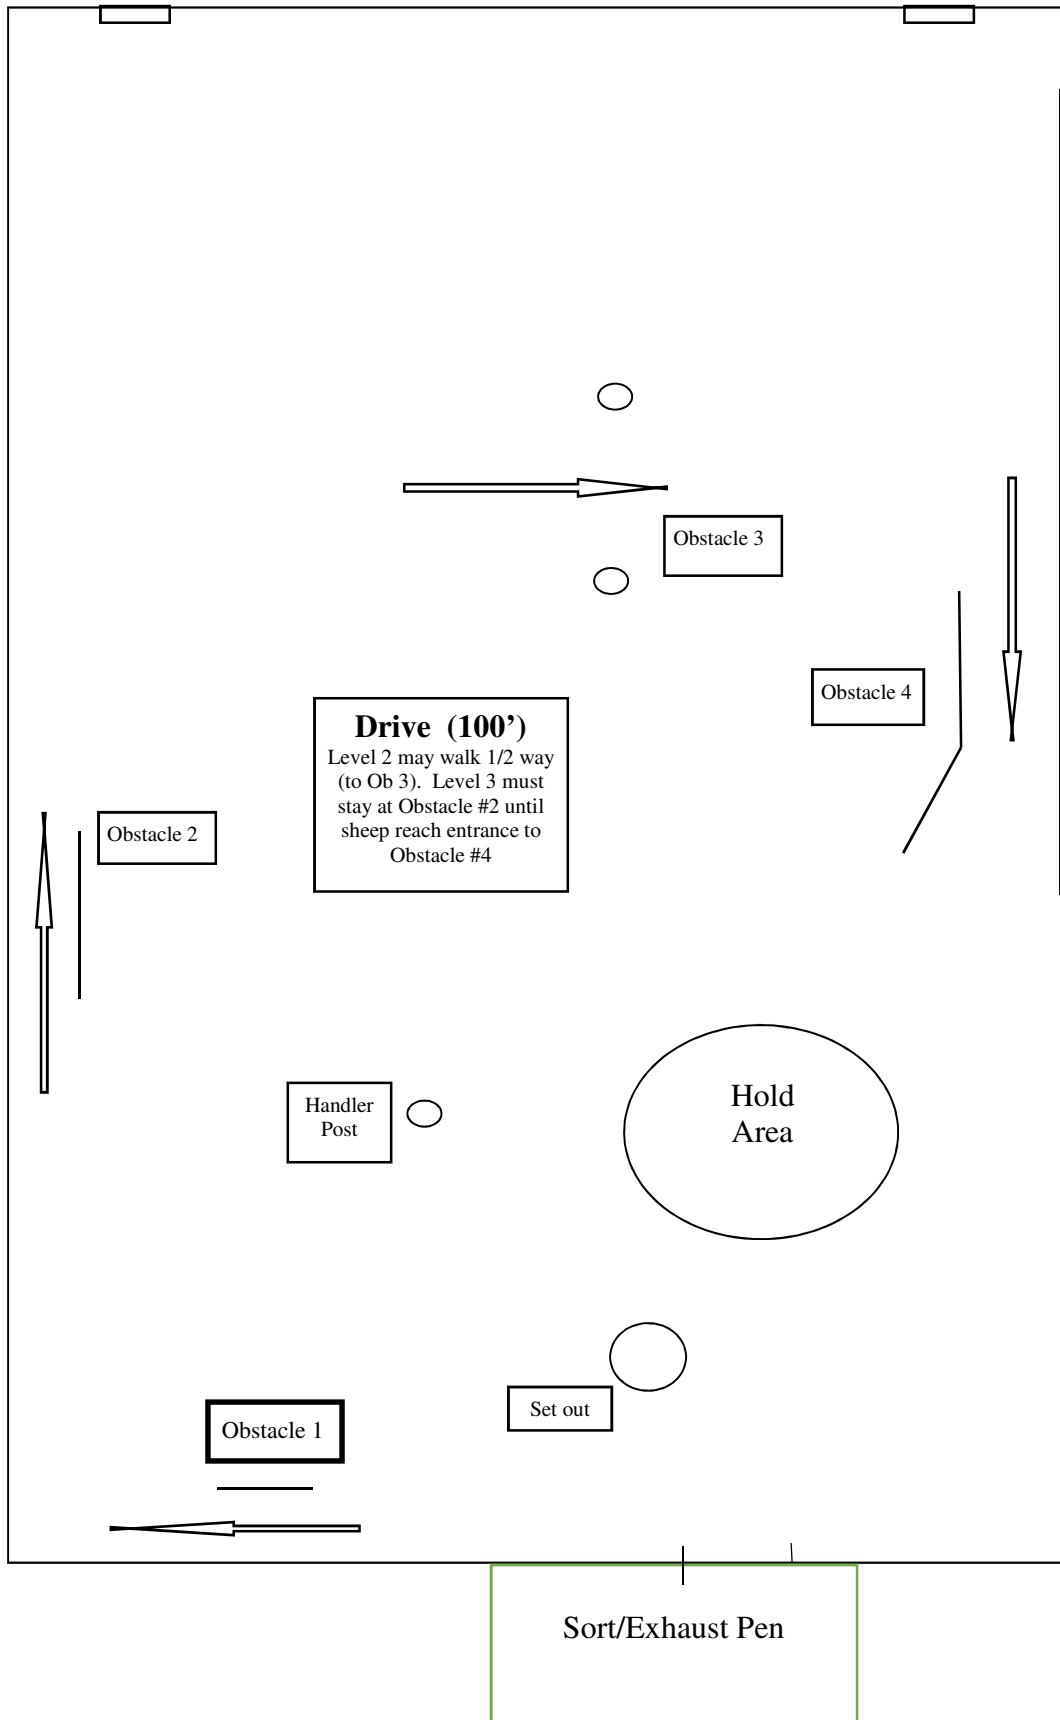 Obstacle 3
Obstacle 4
Drive (100’)
Level 2 may walk 1/2 way
(to Ob 3). Level 3 must
stay at Obstacle #2 until
sheep reach entrance to
Obstacle #4
Obstacle 2
Handler
Post
Hold
Area
Set out
Obstacle 1
Sort/Exhaust Pen